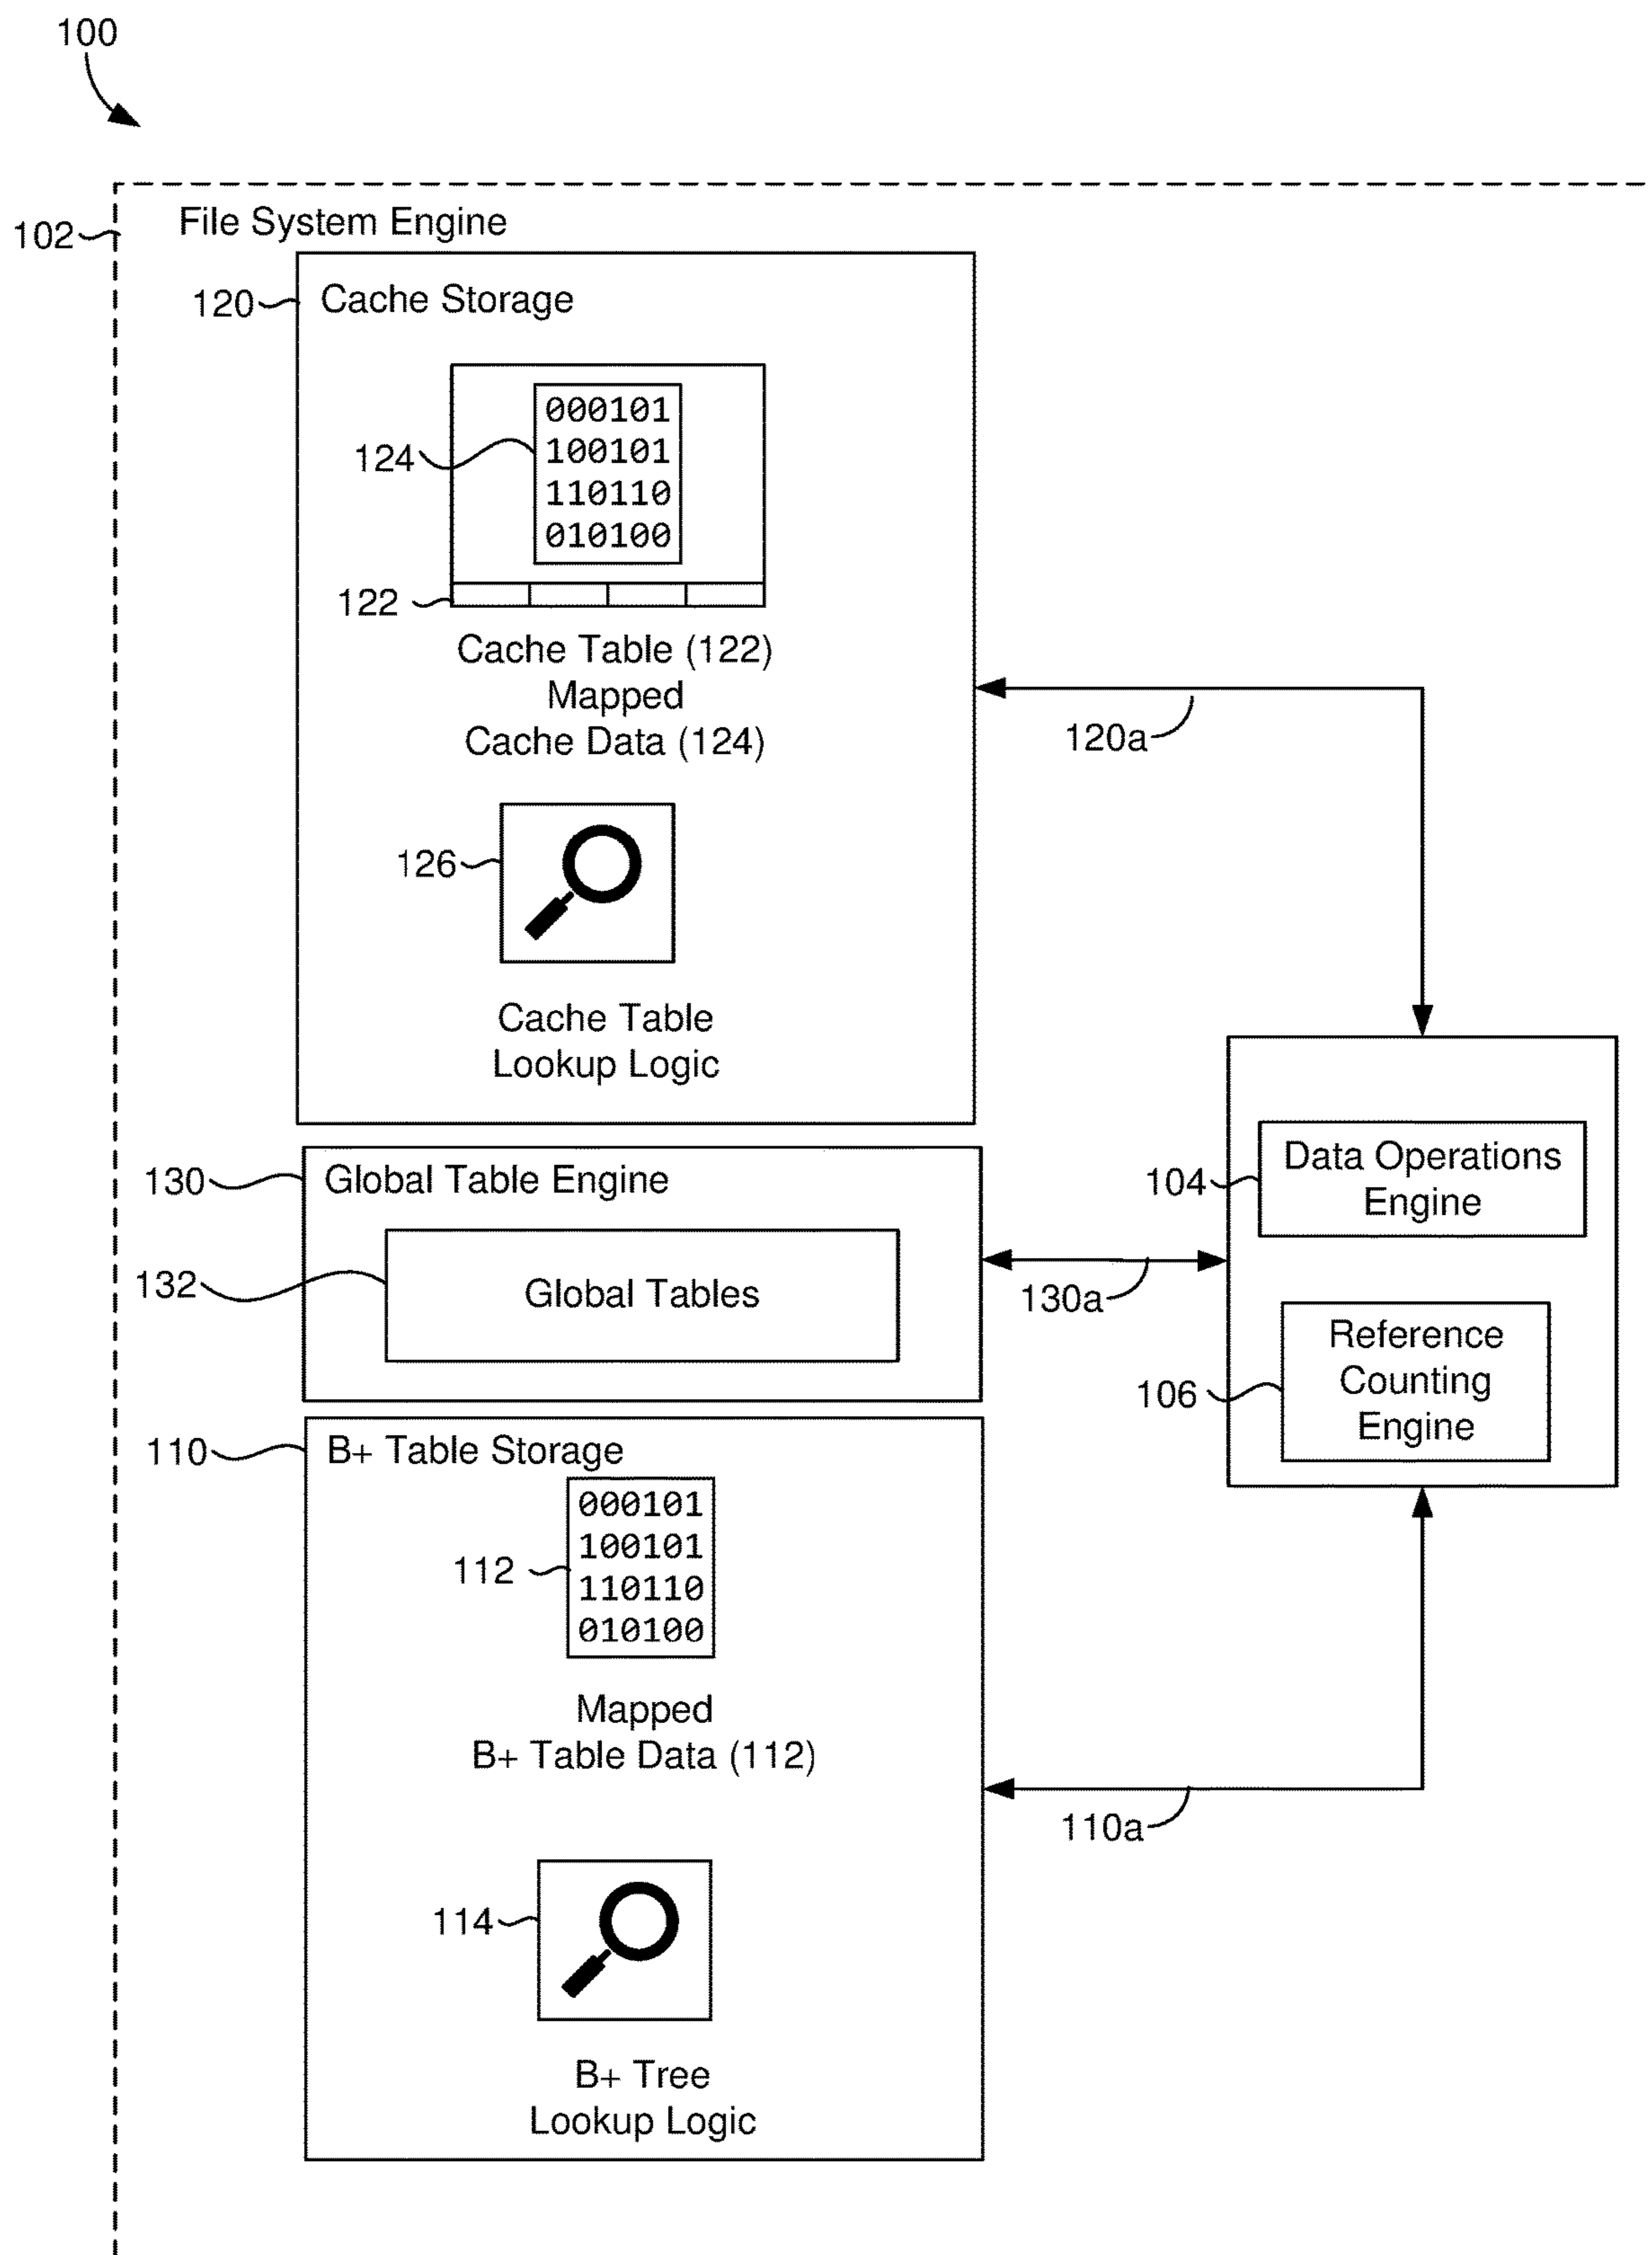 100
102
File System Engine
120
Cache Storage
000101
124
100101
110110
010100
122
Cache Table (122)
Mapped
Cache Data (124)
120a
126
Cache Table
Lookup Logic
130
Global Table Engine
104
Data Operations
Engine
132
Global Tables
130a
106
Reference
Counting
Engine
110
B+ Table Storage
000101
100101
112
110110
010100
Mapped
B+ Table Data (112)
110a
114
B+ Tree
Lookup Logic